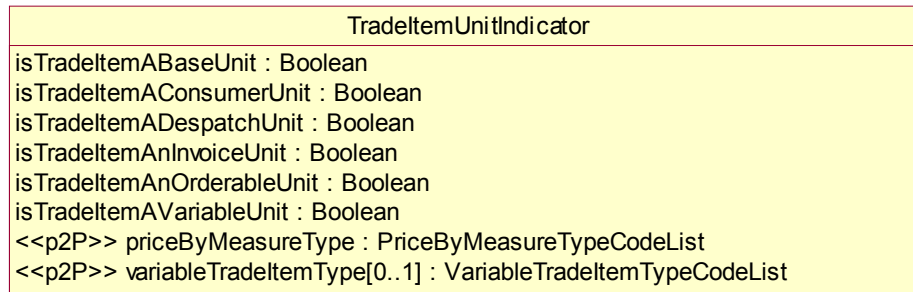 TradeItemUnitIndicator
isTradeItemABaseUnit : Boolean
isTradeItemAConsumerUnit : Boolean
isTradeItemADespatchUnit : Boolean
isTradeItemAnInvoiceUnit : Boolean
isTradeItemAnOrderableUnit : Boolean
isTradeItemAVariableUnit : Boolean
<<p2P>> priceByMeasureType : PriceByMeasureTypeCodeList
<<p2P>> variableTradeItemType[0..1] : VariableTradeItemTypeCodeList